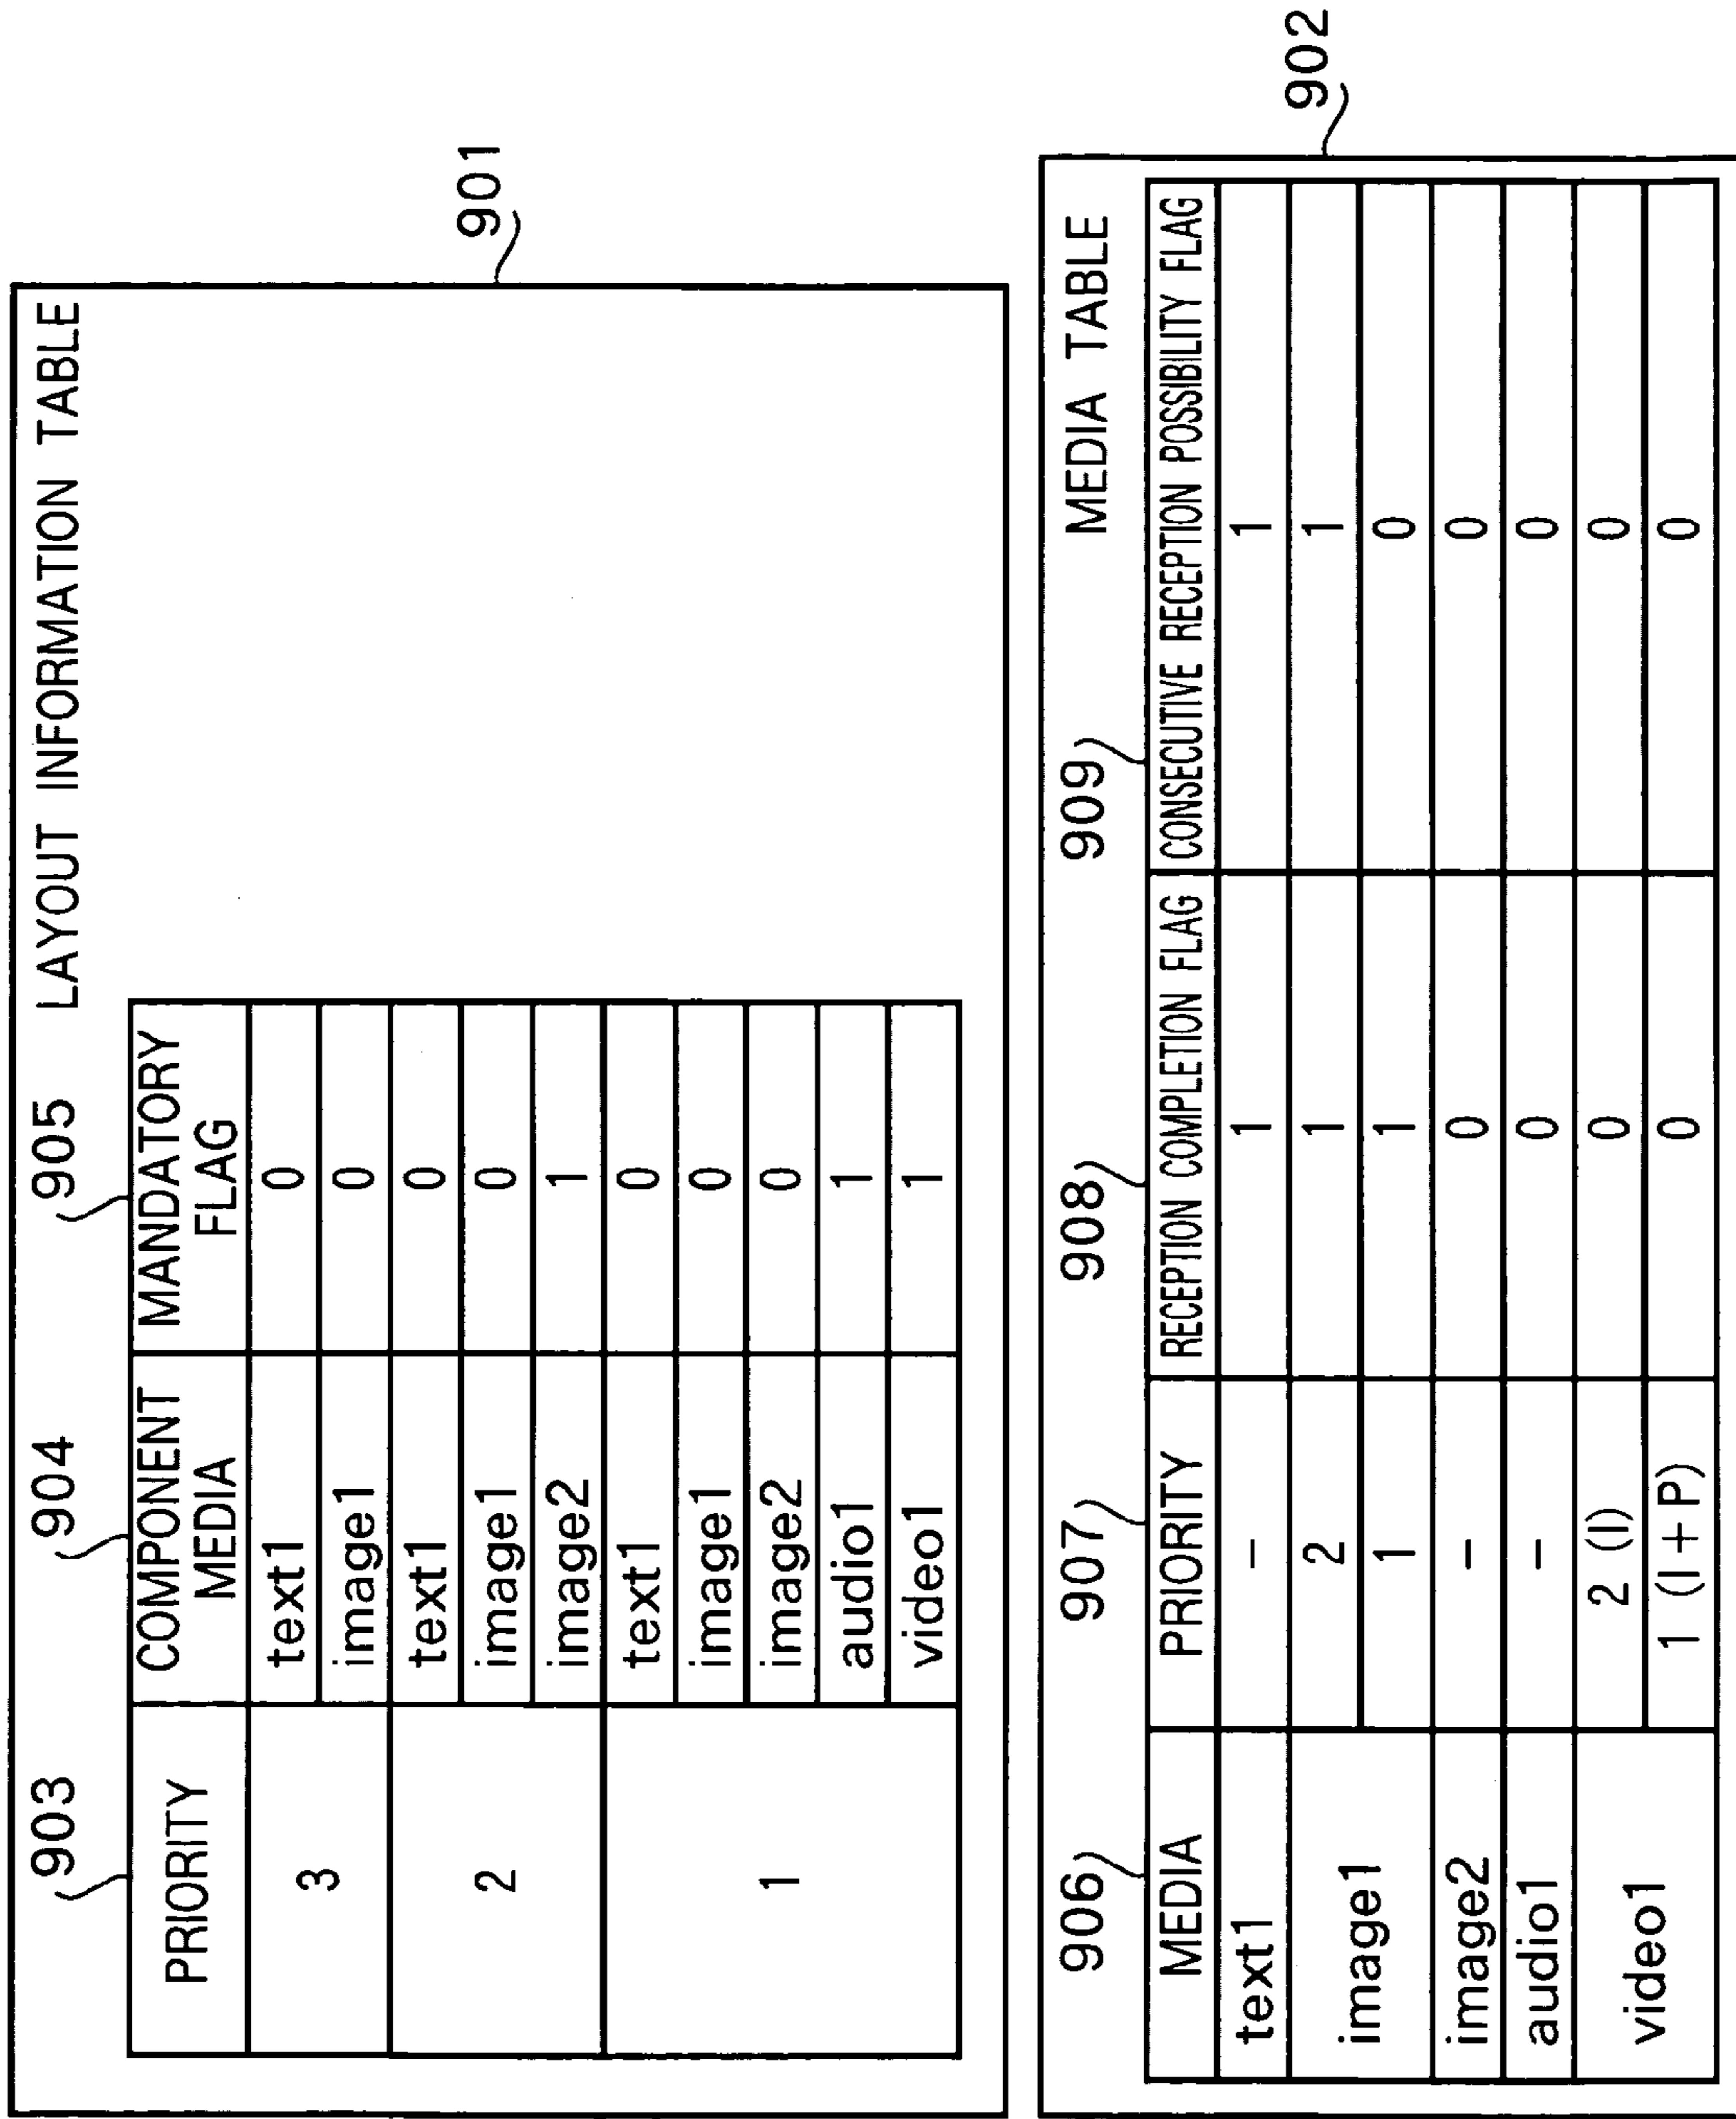 LAYOUT INFORMATION TABLE
901
903 904 905
PRIORITY COMPONENT MEDIA MANDATORY FLAG
3 text1 0
image1 0
2 text1 0
image1 0
image2 1
1 text1 0
image1 0
image2 0
audio1 1
video1 1
MEDIA TABLE
902
906 907 908 909
MEDIA PRIORITY RECEPTION COMPLETION FLAG CONSECUTIVE RECEPTION POSSIBILITY FLAG
text1 – 1 1
image1 2 1 1
1 1 0
image2 – 0 0
audio1 – 0 0
video1 2 (I) 0 0
1 (I+P) 0 0